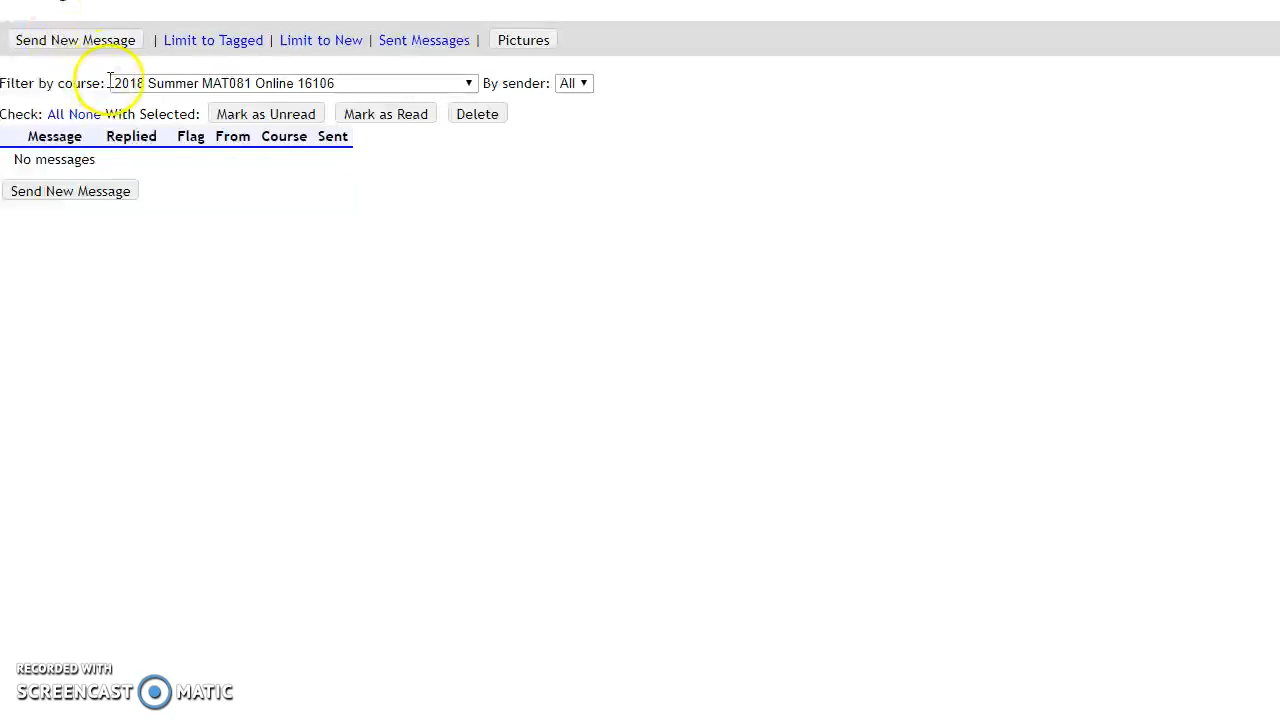 Send New Message | Limit to Tagged | Limit to New | Sent Messages | Pictures
Filter by course: 2018 Summer MAT081 Online 16106 By sender: All
Check: All None With Selected: Mark as Unread Mark as Read Delete
Message Replied Flag From Course Sent
No messages
Send New Message
RECORDED WITH
SCREENCAST MATIC